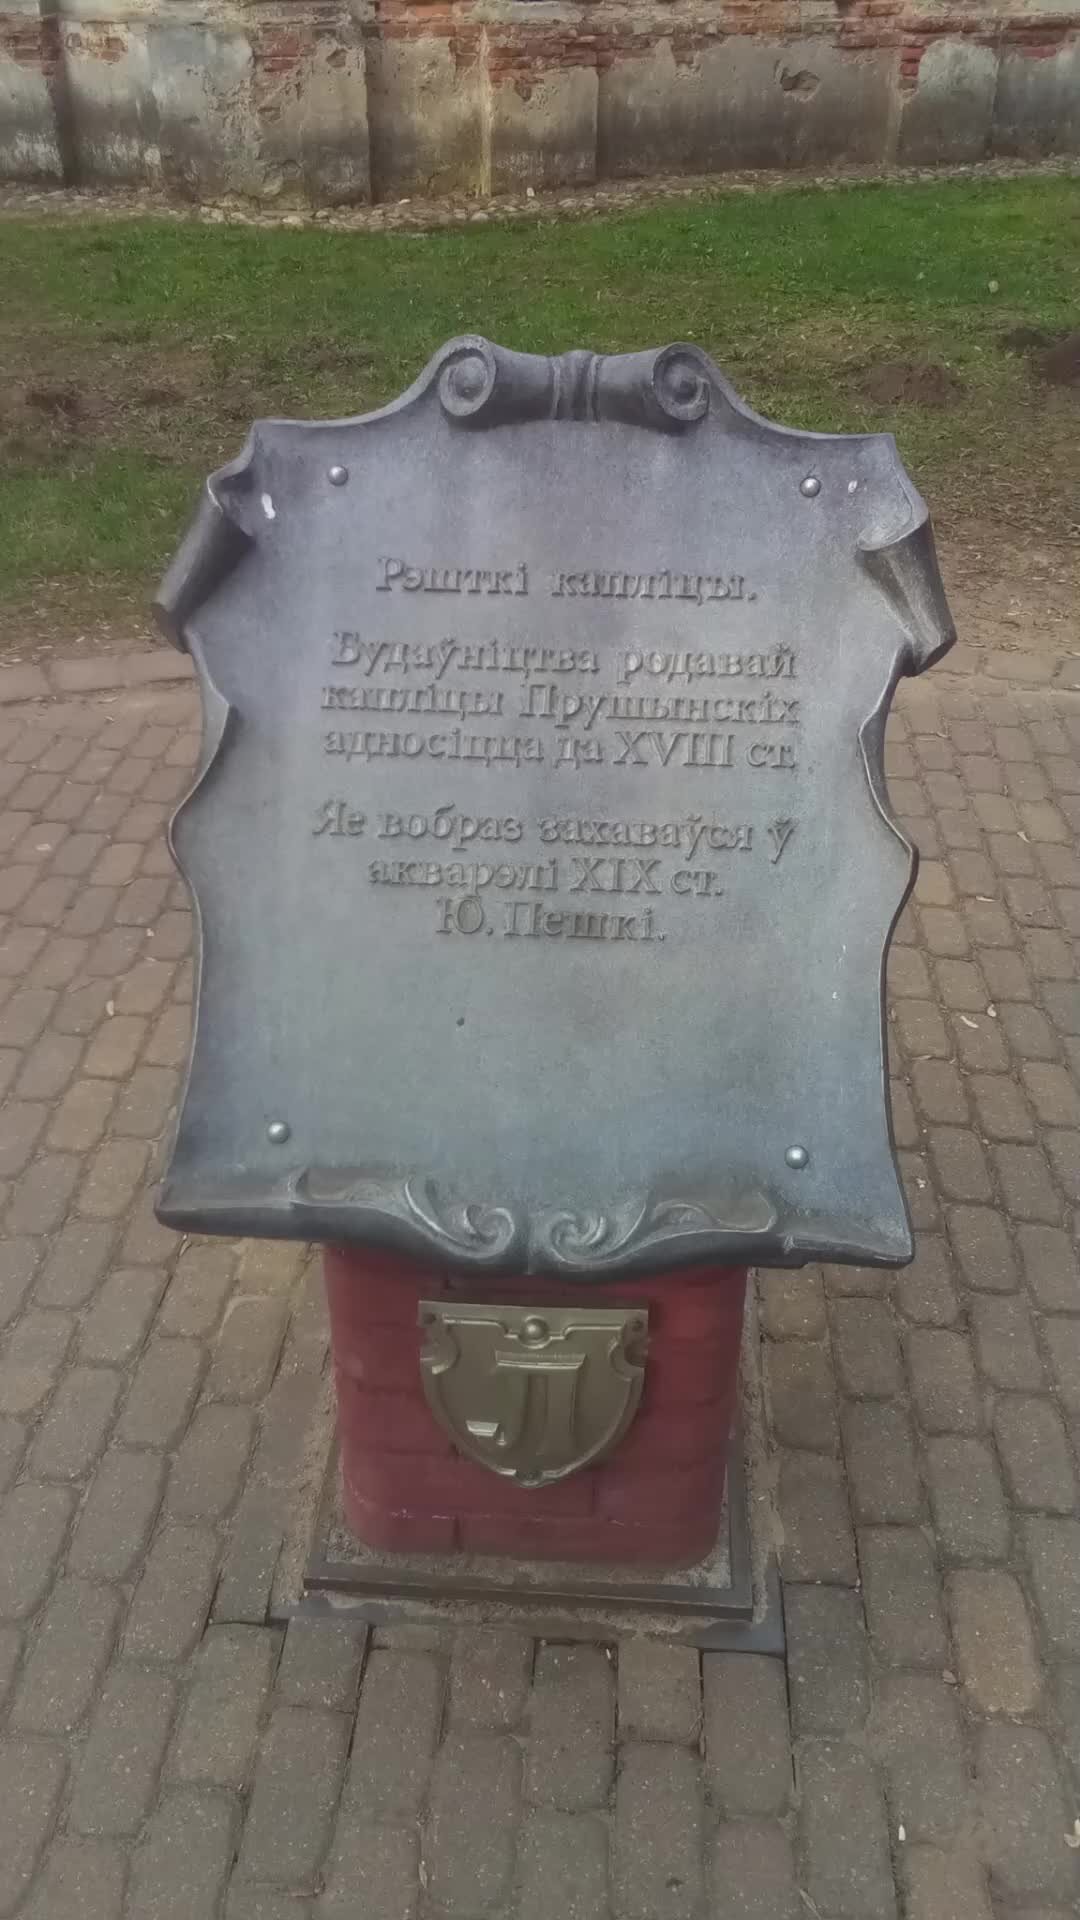 Рэшткі капліцы.
Будаўніцтва родавай
капліцы Прушынскіх
адносіцца да XVIII ст.
Яе вобраз захаваўся ў
акварэлі XIX ст.
Ю. Пешкі.
Л